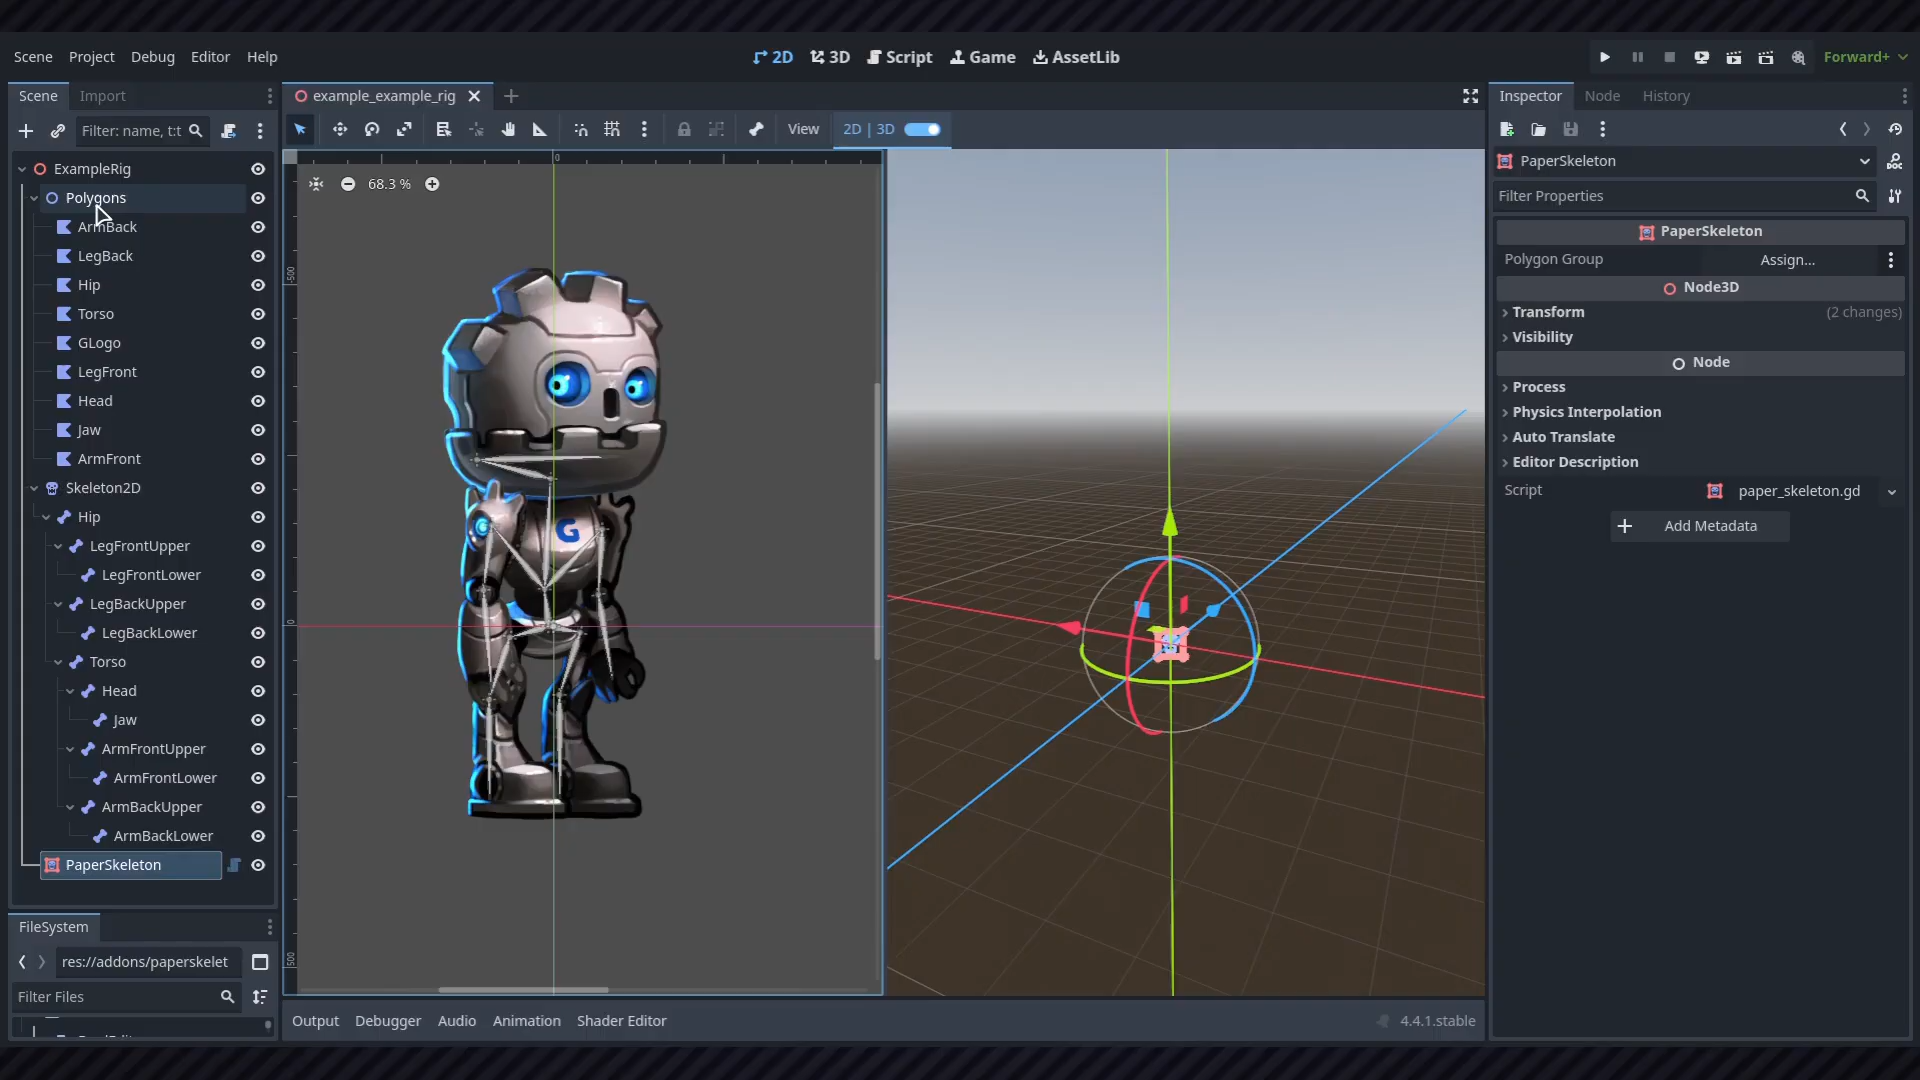 Scene Project Debug Editor Help
2D 3D Script Game AssetLib
Forward+
Scene Import
Filter: name, t:t
ExampleRig
Polygons
ArmBack
LegBack
Hip
Torso
GLogo
LegFront
Head
Jaw
ArmFront
Skeleton2D
Hip
LegFrontUpper
LegFrontLower
LegBackUpper
LegBackLower
Torso
Head
Jaw
ArmFrontUpper
ArmFrontLower
ArmBackUpper
ArmBackLower
PaperSkeleton
FileSystem
res://addons/paperskelet
Filter Files
example_example_rig
View 2D | 3D
0
68.3 %
-500
0
500
G
Output Debugger Audio Animation Shader Editor
4.4.1.stable
Inspector Node History
PaperSkeleton
Filter Properties
PaperSkeleton
Polygon Group Assign...
Node3D
Transform (2 changes)
Visibility
Node
Process
Physics Interpolation
Auto Translate
Editor Description
Script paper_skeleton.gd
Add Metadata